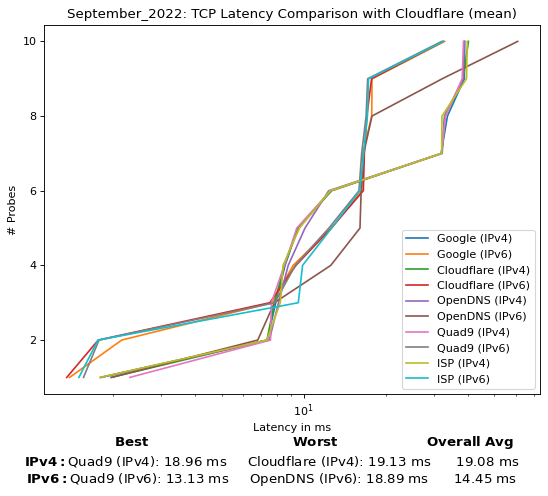 September_2022: TCP Latency Comparison with Cloudflare (mean)
# Probes
10
8
6
4
2
Google (IPv4)
Google (IPv6)
Cloudflare (IPv4)
Cloudflare (IPv6)
OpenDNS (IPv4)
OpenDNS (IPv6)
Quad9 (IPv4)
Quad9 (IPv6)
ISP (IPv4)
ISP (IPv6)
10¹
Latency in ms
Best Worst Overall Avg
IPv4: Quad9 (IPv4): 18.96 ms Cloudflare (IPv4): 19.13 ms 19.08 ms
IPv6: Quad9 (IPv6): 13.13 ms OpenDNS (IPv6): 18.89 ms 14.45 ms